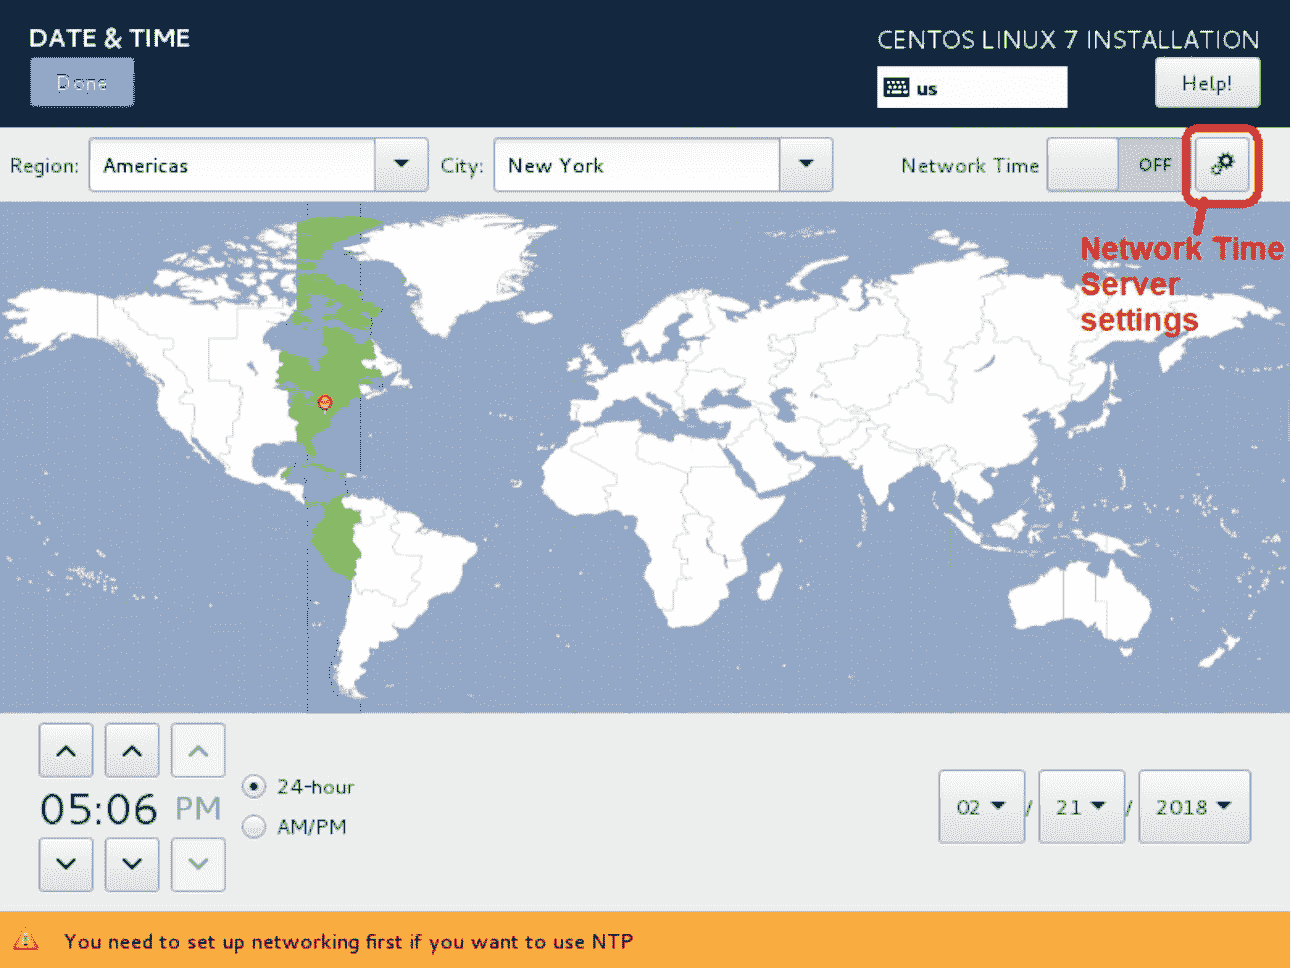 DATE & TIME
CENTOS LINUX 7 INSTALLATION
Done
us
Help!
Region:
Americas
City:
New York
Network Time
OFF
Network Time
Server
settings
05:06 PM
24-hour
AM/PM
02 / 21 / 2018
You need to set up networking first if you want to use NTP